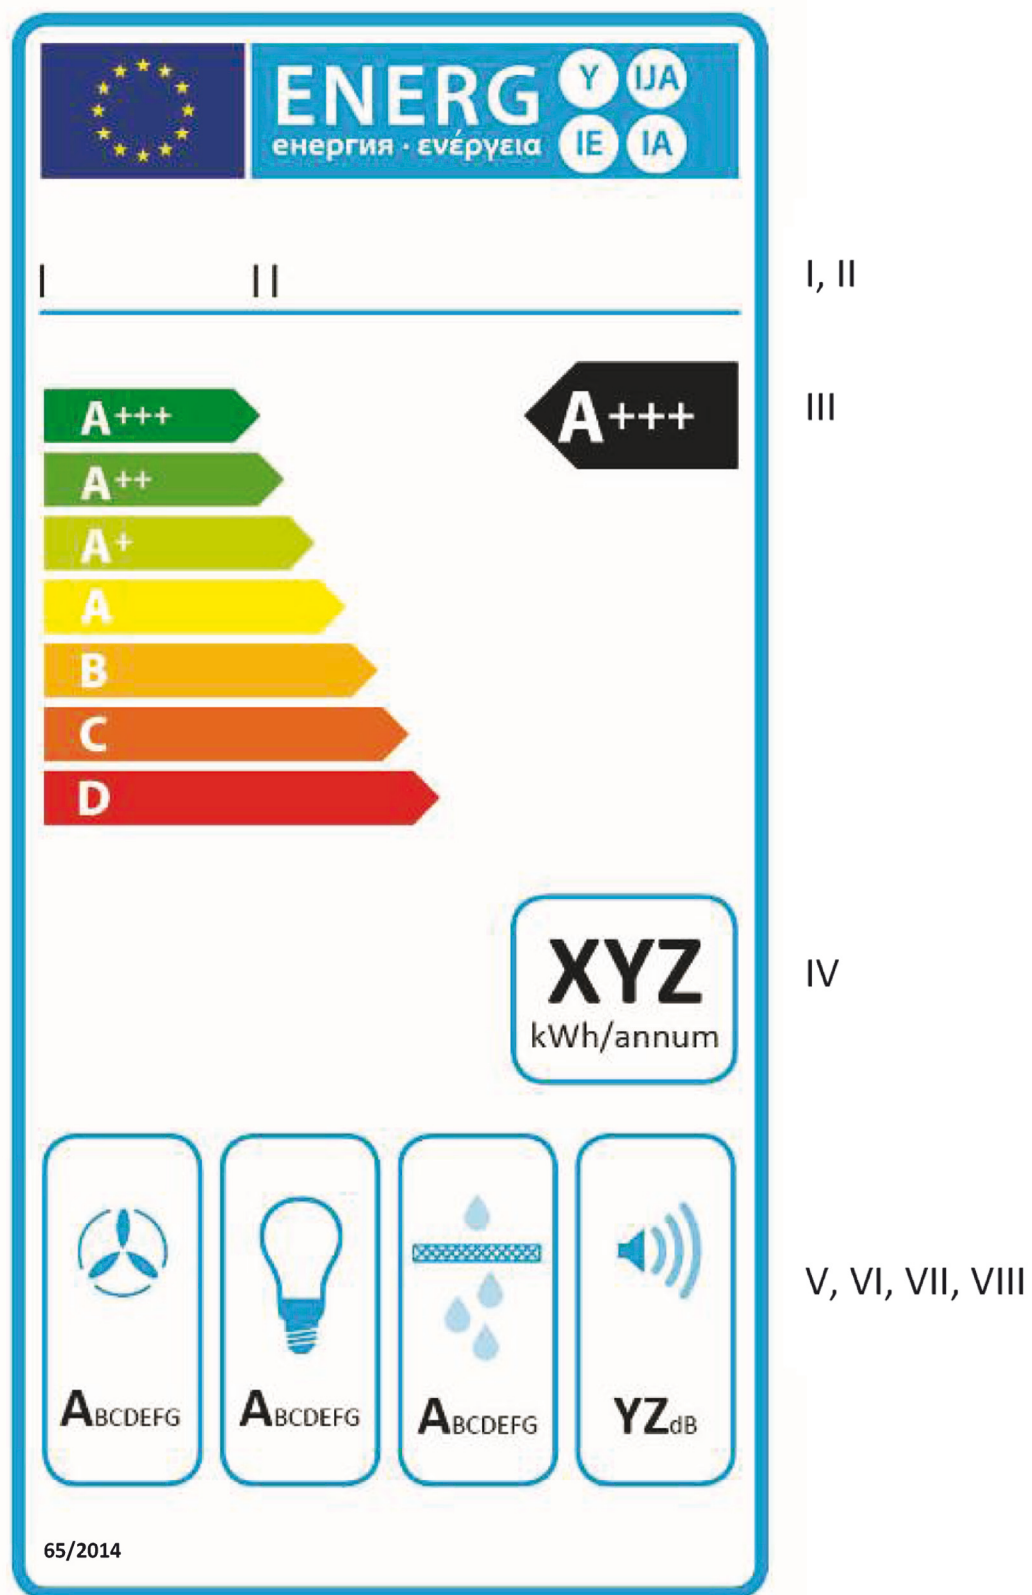 ENERG Y IJA
енергия · ενέργεια IE IA
I II I, II
A+++ A+++ III
A++
A+
A
B
C
D
XYZ IV
kWh/annum
V, VI, VII, VIII
ABCDEFG ABCDEFG ABCDEFG YZdB
65/2014